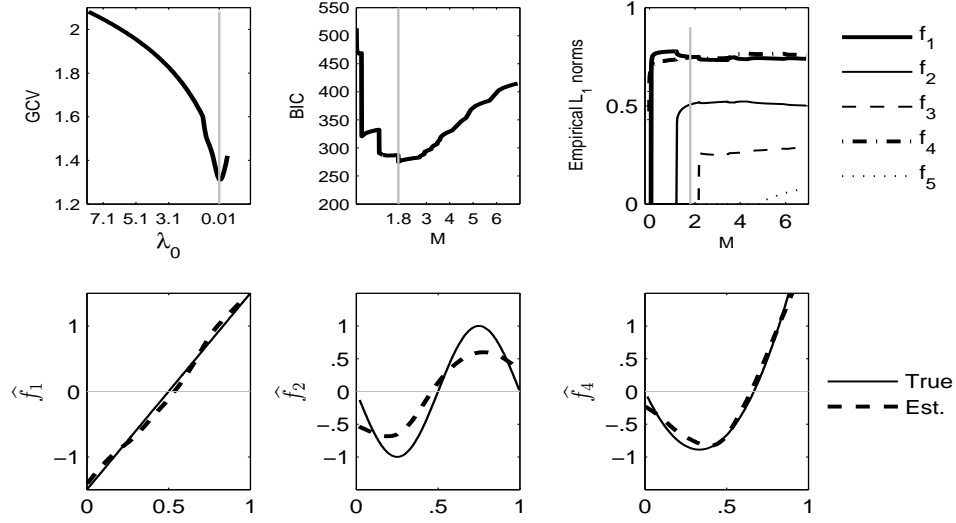 GCV
2
1.8
1.6
1.4
1.2
7.1 5.1 3.1 0.01
λ0
BIC
500
450
400
350
300
250
200
1.8 3 4 5 6
M
Empirical L1 norms
1
0.5
0
0 2 4 6
M
f1
f2
f3
f4
f5
f̂1
1
0
−1
0 0.5 1
f̂2
1
.5
0
−.5
−1
0 .5 1
f̂4
1
.5
0
−.5
−1
0 .5 1
True
Est.